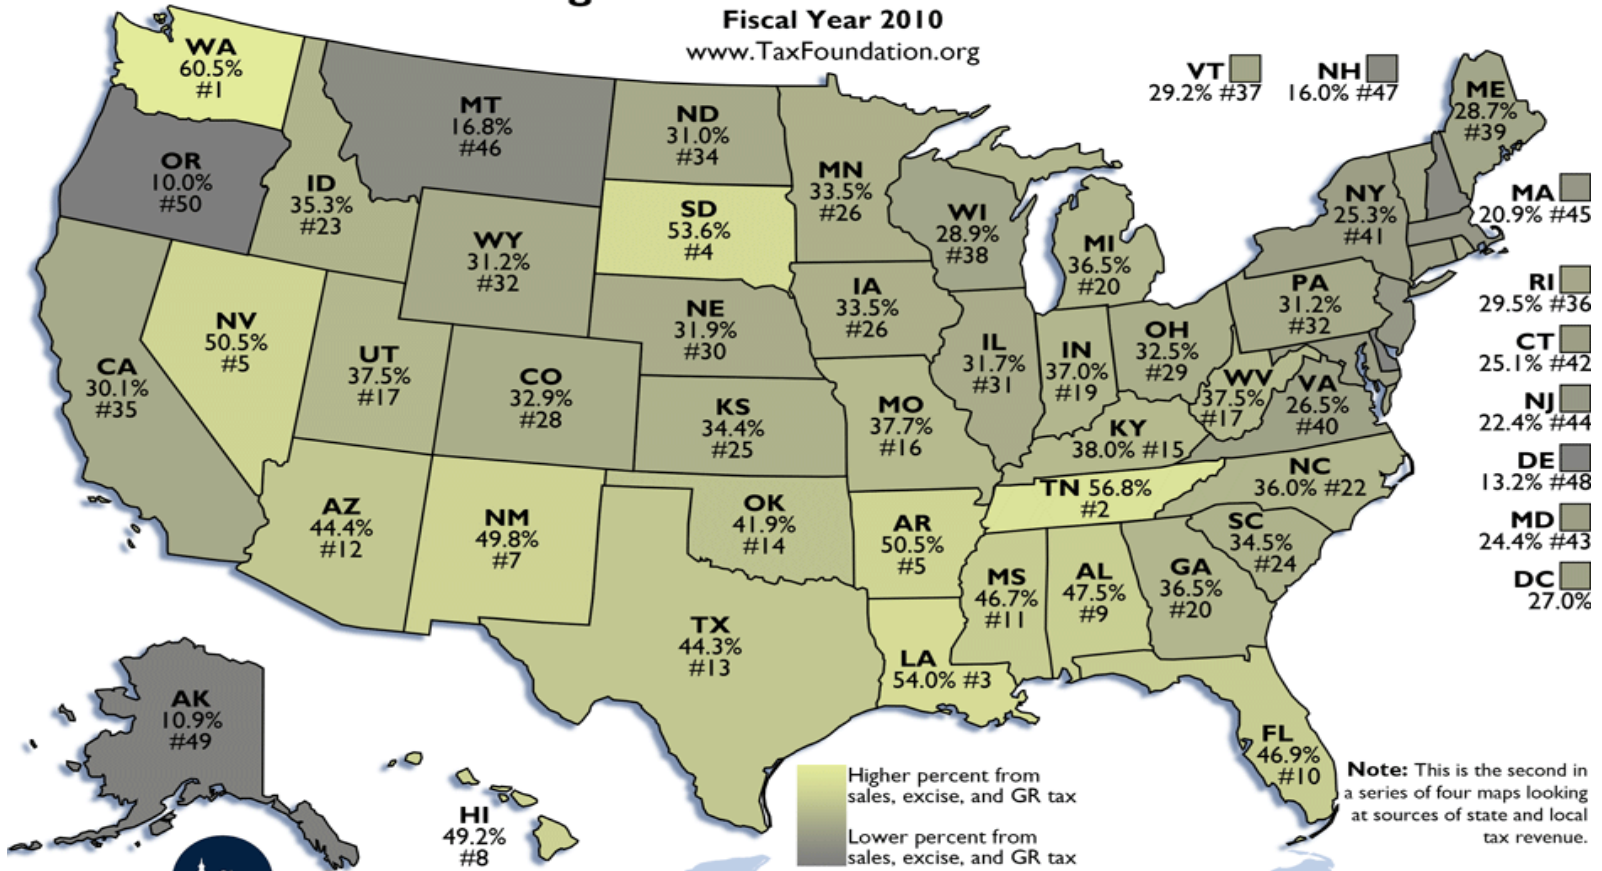 Fiscal Year 2010
www.TaxFoundation.org
WA
60.5%
#1
MT
16.8%
#46
ND
31.0%
#34
VT
29.2% #37
NH
16.0% #47
ME
28.7%
#39
OR
10.0%
#50
ID
35.3%
#23
MN
33.5%
#26
SD
53.6%
#4
WI
28.9%
#38
NY
25.3%
#41
MA
20.9% #45
WY
31.2%
#32
MI
36.5%
#20
IA
33.5%
#26
PA
31.2%
#32
RI
29.5% #36
NV
50.5%
#5
NE
31.9%
#30
IL
31.7%
#31
IN
37.0%
#19
OH
32.5%
#29
CT
25.1% #42
CA
30.1%
#35
UT
37.5%
#17
CO
32.9%
#28
WV
37.5%
#17
VA
26.5%
#40
NJ
22.4% #44
KS
34.4%
#25
MO
37.7%
#16
KY
38.0% #15
DE
13.2% #48
AZ
44.4%
#12
NM
49.8%
#7
OK
41.9%
#14
AR
50.5%
#5
TN 56.8%
#2
NC
36.0% #22
SC
34.5%
#24
MD
24.4% #43
MS
46.7%
#11
AL
47.5%
#9
GA
36.5%
#20
DC
27.0%
TX
44.3%
#13
LA
54.0% #3
AK
10.9%
#49
FL
46.9%
#10
HI
49.2%
#8
Higher percent from
sales, excise, and GR tax
Lower percent from
sales, excise, and GR tax
Note: This is the second in
a series of four maps looking
at sources of state and local
tax revenue.